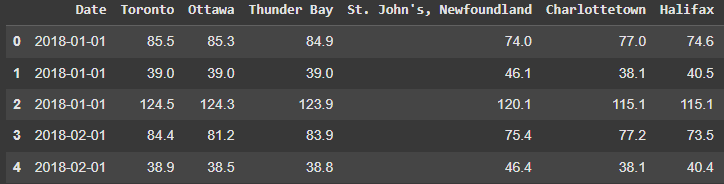 Date Toronto Ottawa Thunder Bay St. John's, Newfoundland Charlottetown Halifax
0 2018-01-01 85.5 85.3 84.9 74.0 77.0 74.6
1 2018-01-01 39.0 39.0 39.0 46.1 38.1 40.5
2 2018-01-01 124.5 124.3 123.9 120.1 115.1 115.1
3 2018-02-01 84.4 81.2 83.9 75.4 77.2 73.5
4 2018-02-01 38.9 38.5 38.8 46.4 38.1 40.4